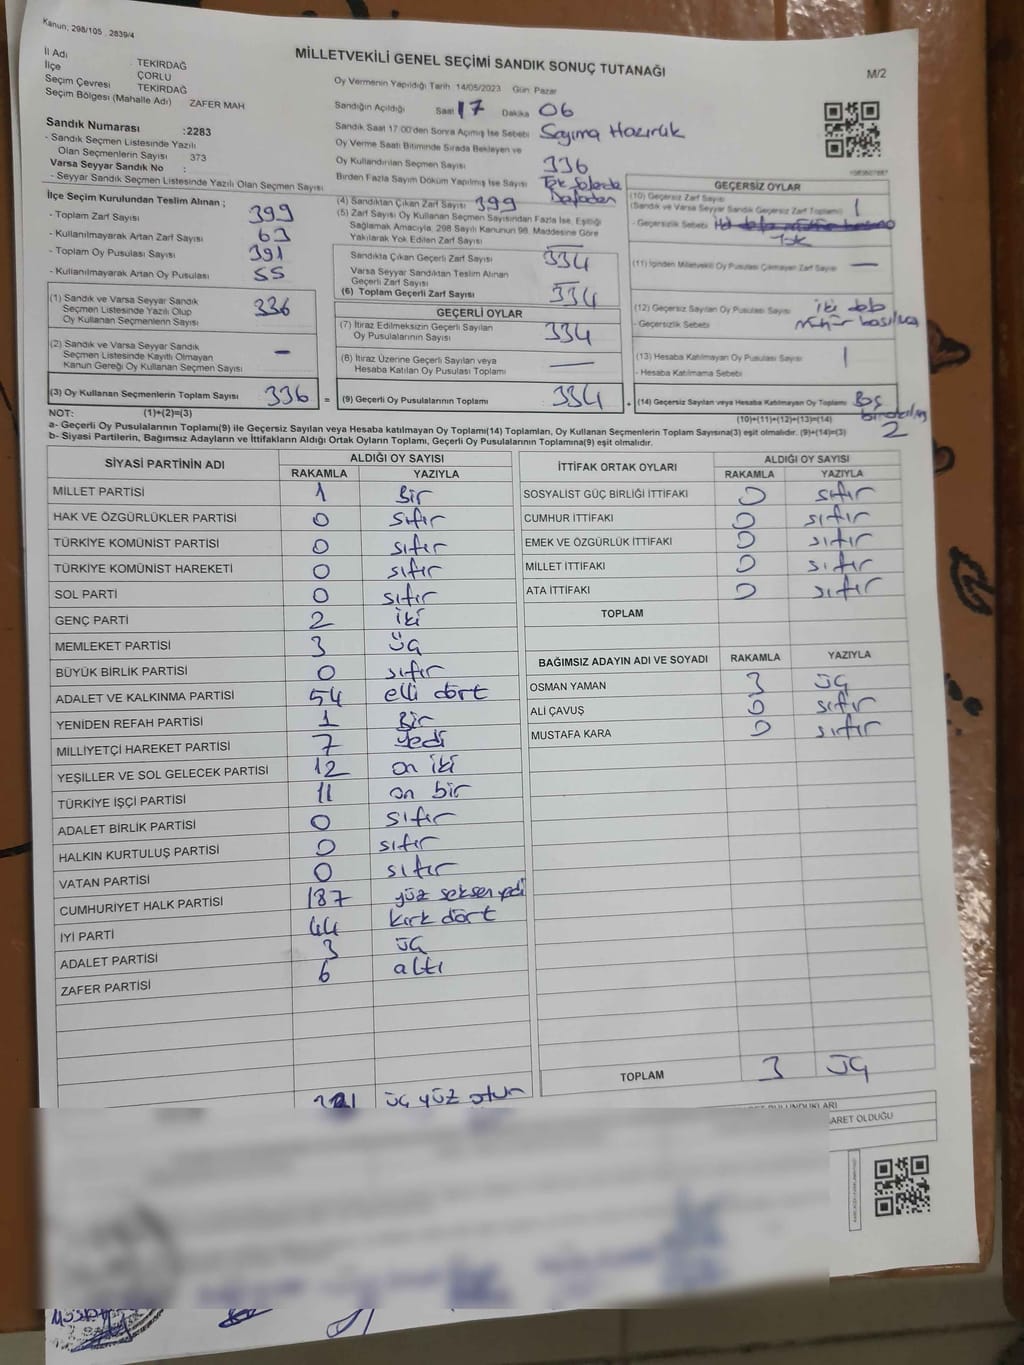 Kanun; 298/105 . 2839/4
MİLLETVEKİLİ GENEL SEÇİMİ SANDIK SONUÇ TUTANAĞI
M/2
İl Adı : TEKİRDAĞ
İlçe ÇORLU
Seçim Çevresi TEKİRDAĞ
Seçim Bölgesi (Mahalle Adı) ZAFER MAH
Sandık Numarası :2283
- Sandık Seçmen Listesinde Yazılı
Olan Seçmenlerin Sayısı 373
Varsa Seyyar Sandık No :
- Seyyar Sandık Seçmen Listesinde Yazılı Olan Seçmen Sayısı
Oy Vermenin Yapıldığı Tarih 14/05/2023 Gün Pazar
Sandığın Açıldığı Saat 17 Dakika 06
Sandık Saat 17.00'den Sonra Açılmış İse Sebebi Sayıma Hazırlık
Oy Verme Saati Bitiminde Sırada Bekleyen ve
Oy Kullandırılan Seçmen Sayısı 336
Birden Fazla Sayım Döküm Yapılmış İse Sayısı Tek
İlçe Seçim Kurulundan Teslim Alınan ;
- Toplam Zarf Sayısı 399
- Kullanılmayarak Artan Zarf Sayısı 63
- Toplam Oy Pusulası Sayısı 391
- Kullanılmayarak Artan Oy Pusulası 55
(1) Sandık ve Varsa Seyyar Sandık
Seçmen Listesinde Yazılı Olup
Oy Kullanan Seçmenlerin Sayısı 336
(2) Sandık ve Varsa Seyyar Sandık
Seçmen Listesinde Kayıtlı Olmayan
Kanun Gereği Oy Kullanan Seçmen Sayısı –
(3) Oy Kullanan Seçmenlerin Toplam Sayısı 336 =
(4) Sandıktan Çıkan Zarf Sayısı 399
(5) Zarf Sayısı Oy Kullanan Seçmen Sayısından Fazla İse, Eşitliği
Sağlamak Amacıyla, 298 Sayılı Kanunun 98. Maddesine Göre
Yakılarak Yok Edilen Zarf Sayısı —
Sandıkta Çıkan Geçerli Zarf Sayısı 334
Varsa Seyyar Sandıktan Teslim Alınan
Geçerli Zarf Sayısı —
(6) Toplam Geçerli Zarf Sayısı 334
GEÇERLİ OYLAR
(7) İtiraz Edilmeksizin Geçerli Sayılan
Oy Pusulalarının Sayısı 334
(8) İtiraz Üzerine Geçerli Sayılan veya
Hesaba Katılan Oy Pusulası Toplamı —
(9) Geçerli Oy Pusulalarının Toplamı 334 +
GEÇERSİZ OYLAR
(10) Geçersiz Zarf Sayısı
(Sandık ve Varsa Seyyar Sandık Geçersiz Zarf Toplamı) 1
- Geçersizlik Sebebi
Yok
(11) İçinden Milletvekili Oy Pusulası Çıkmayan Zarf Sayısı —
(12) Geçersiz Sayılan Oy Pusulası Sayısı iki
- Geçersizlik Sebebi mühür
(13) Hesaba Katılmayan Oy Pusulası Sayısı 1
- Hesaba Katılmama Sebebi
(14) Geçersiz Sayılan veya Hesaba Katılmayan Oy Toplamı Boş
2
NOT: (1)+(2)=(3) (10)+(11)+(12)+(13)=(14)
a- Geçerli Oy Pusulalarının Toplamı(9) ile Geçersiz Sayılan veya Hesaba katılmayan Oy Toplamı(14) Toplamları, Oy Kullanan Seçmenlerin Toplam Sayısına(3) eşit olmalıdır. (9)+(14)=(3)
b- Siyasi Partilerin, Bağımsız Adayların ve İttifakların Aldığı Ortak Oyların Toplamı, Geçerli Oy Pusulalarının Toplamına(9) eşit olmalıdır.
SİYASİ PARTİNİN ADI ALDIĞI OY SAYISI
RAKAMLA YAZIYLA
MİLLET PARTİSİ 1 Bir
HAK VE ÖZGÜRLÜKLER PARTİSİ 0 sıfır
TÜRKİYE KOMÜNİST PARTİSİ 0 sıfır
TÜRKİYE KOMÜNİST HAREKETİ 0 sıfır
SOL PARTİ 0 sıfır
GENÇ PARTİ 2 iki
MEMLEKET PARTİSİ 3 üç
BÜYÜK BİRLİK PARTİSİ 0 sıfır
ADALET VE KALKINMA PARTİSİ 54 elli dört
YENİDEN REFAH PARTİSİ 1 Bir
MİLLİYETÇİ HAREKET PARTİSİ 7 yedi
YEŞİLLER VE SOL GELECEK PARTİSİ 12 on iki
TÜRKİYE İŞÇİ PARTİSİ 11 on bir
ADALET BİRLİK PARTİSİ 0 sıfır
HALKIN KURTULUŞ PARTİSİ 0 sıfır
VATAN PARTİSİ 0 sıfır
CUMHURİYET HALK PARTİSİ 187 yüz seksen yedi
İYİ PARTİ 44 kırk dört
ADALET PARTİSİ 3 üç
ZAFER PARTİSİ 6 altı
üç yüz otun
İTTİFAK ORTAK OYLARI ALDIĞI OY SAYISI
RAKAMLA YAZIYLA
SOSYALİST GÜÇ BİRLİĞİ İTTİFAKI 0 sıfır
CUMHUR İTTİFAKI 0 sıfır
EMEK VE ÖZGÜRLÜK İTTİFAKI 0 sıfır
MİLLET İTTİFAKI 0 sıfır
ATA İTTİFAKI 0 sıfır
TOPLAM
BAĞIMSIZ ADAYIN ADI VE SOYADI RAKAMLA YAZIYLA
OSMAN YAMAN 3 üç
ALİ ÇAVUŞ 0 sıfır
MUSTAFA KARA 0 sıfır
TOPLAM 3 üç
ARET OLDUĞU